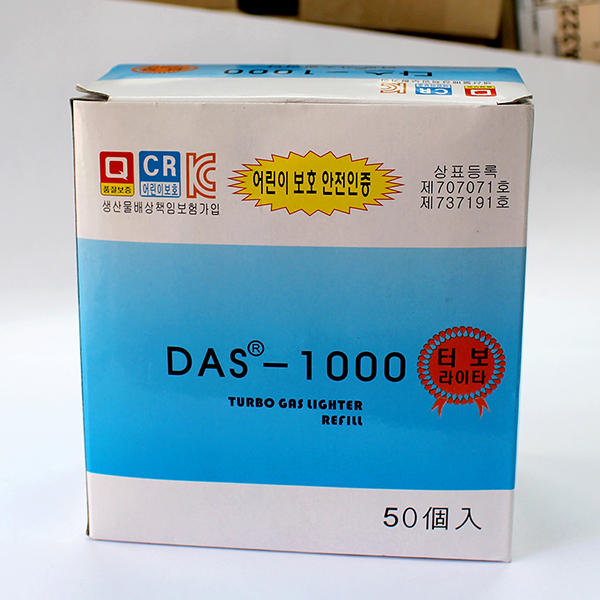 다스-1000
Q
품질보증
CR
어린이보호
KC
생산물배상책임보험가입
어린이 보호 안전인증
상표등록
제707071호
제737191호
DAS® - 1000
TURBO GAS LIGHTER
REFILL
터보
라이타
50個入